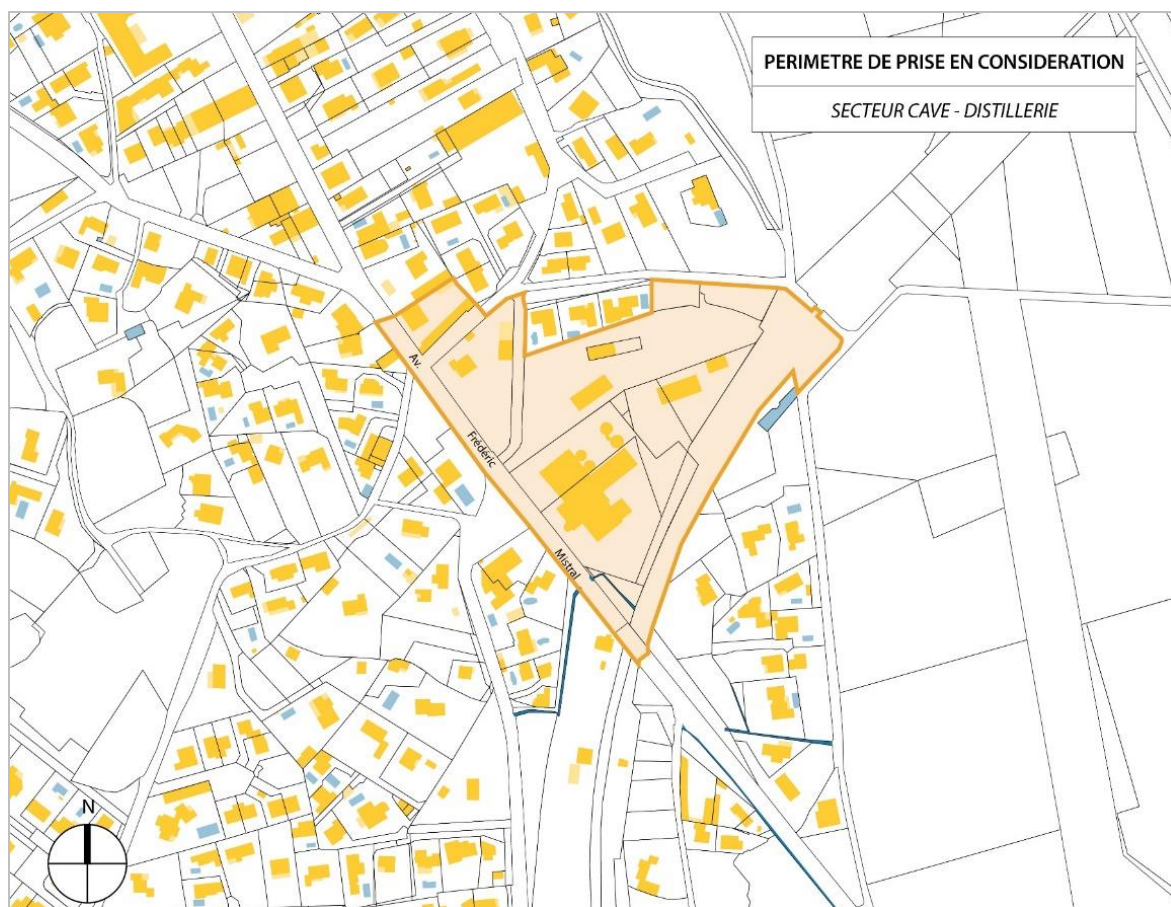 PERIMETRE DE PRISE EN CONSIDERATION
SECTEUR CAVE - DISTILLERIE
Av.
Frédéric
Mistral
N